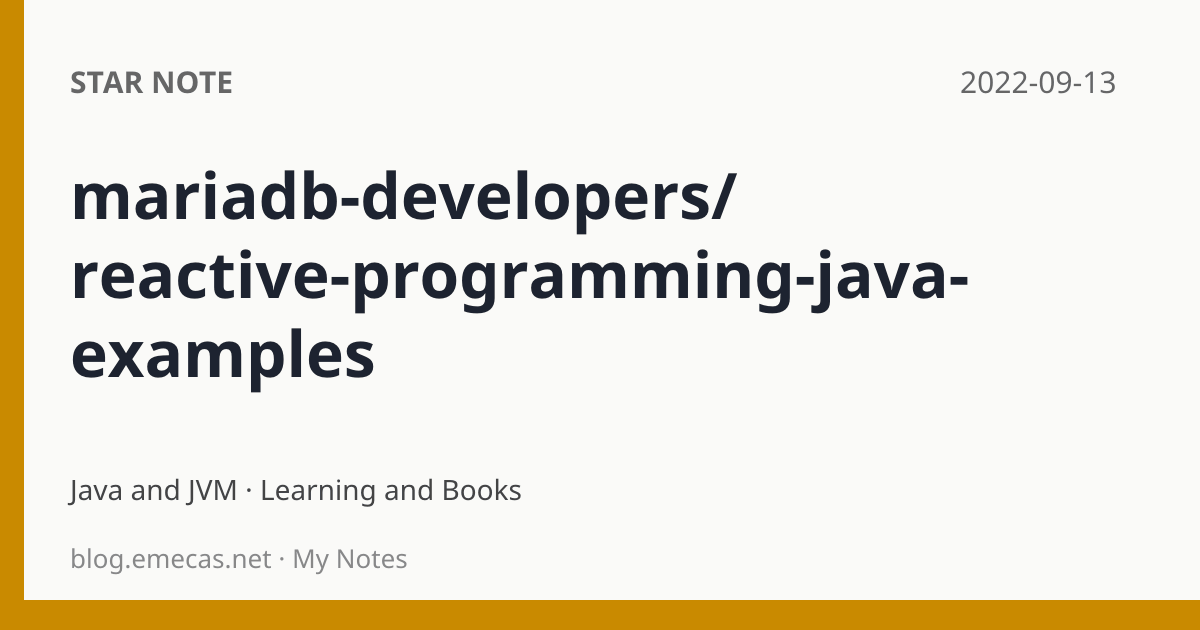 STAR NOTE
2022-09-13
mariadb-developers/
reactive-programming-java-
examples
Java and JVM · Learning and Books
blog.emecas.net · My Notes